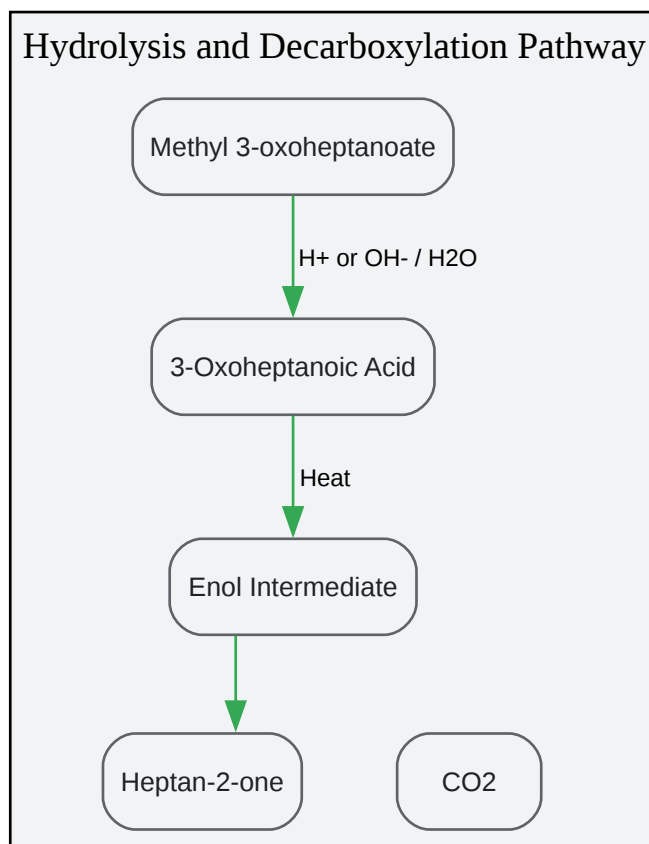 Hydrolysis and Decarboxylation Pathway
Methyl 3-oxoheptanoate
H+ or OH- / H2O
3-Oxoheptanoic Acid
Heat
Enol Intermediate
Heptan-2-one
CO2